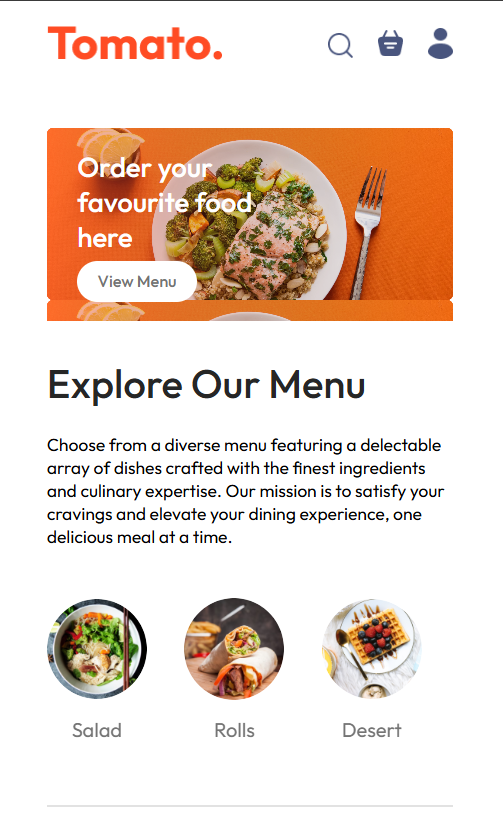 Tomato.
Order your
favourite food
here
View Menu
Explore Our Menu
Choose from a diverse menu featuring a delectable
array of dishes crafted with the finest ingredients
and culinary expertise. Our mission is to satisfy your
cravings and elevate your dining experience, one
delicious meal at a time.
Salad
Rolls
Desert